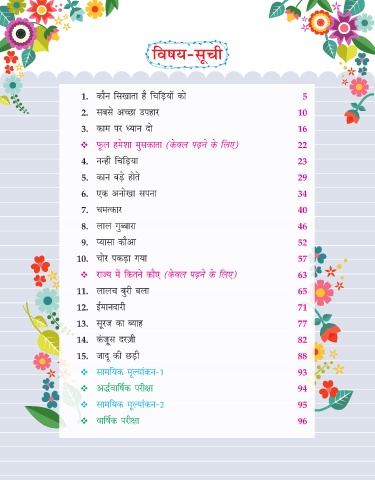 विषय-सूची
1. कौन सिखाता है चिड़ियों को 5
2. सबसे अच्छा उपहार 10
3. काम पर ध्यान दो 16
❖ फूल हमेशा मुसकाता (केवल पढ़ने के लिए) 22
4. नन्ही चिड़िया 23
5. कान बड़े होते 29
6. एक अनोखा सपना 34
7. चमत्कार 40
8. लाल गुब्बारा 46
9. प्यासा कौआ 52
10. चोर पकड़ा गया 57
❖ राज्य में कितने कौए (केवल पढ़ने के लिए) 63
11. लालच बुरी बला 65
12. ईमानदारी 71
13. सूरज का ब्याह 77
14. कंजूस दरज़ी 82
15. जादू की छड़ी 88
❖ सामयिक मूल्यांकन-1 93
❖ अर्द्धवार्षिक परीक्षा 94
❖ सामयिक मूल्यांकन-2 95
❖ वार्षिक परीक्षा 96